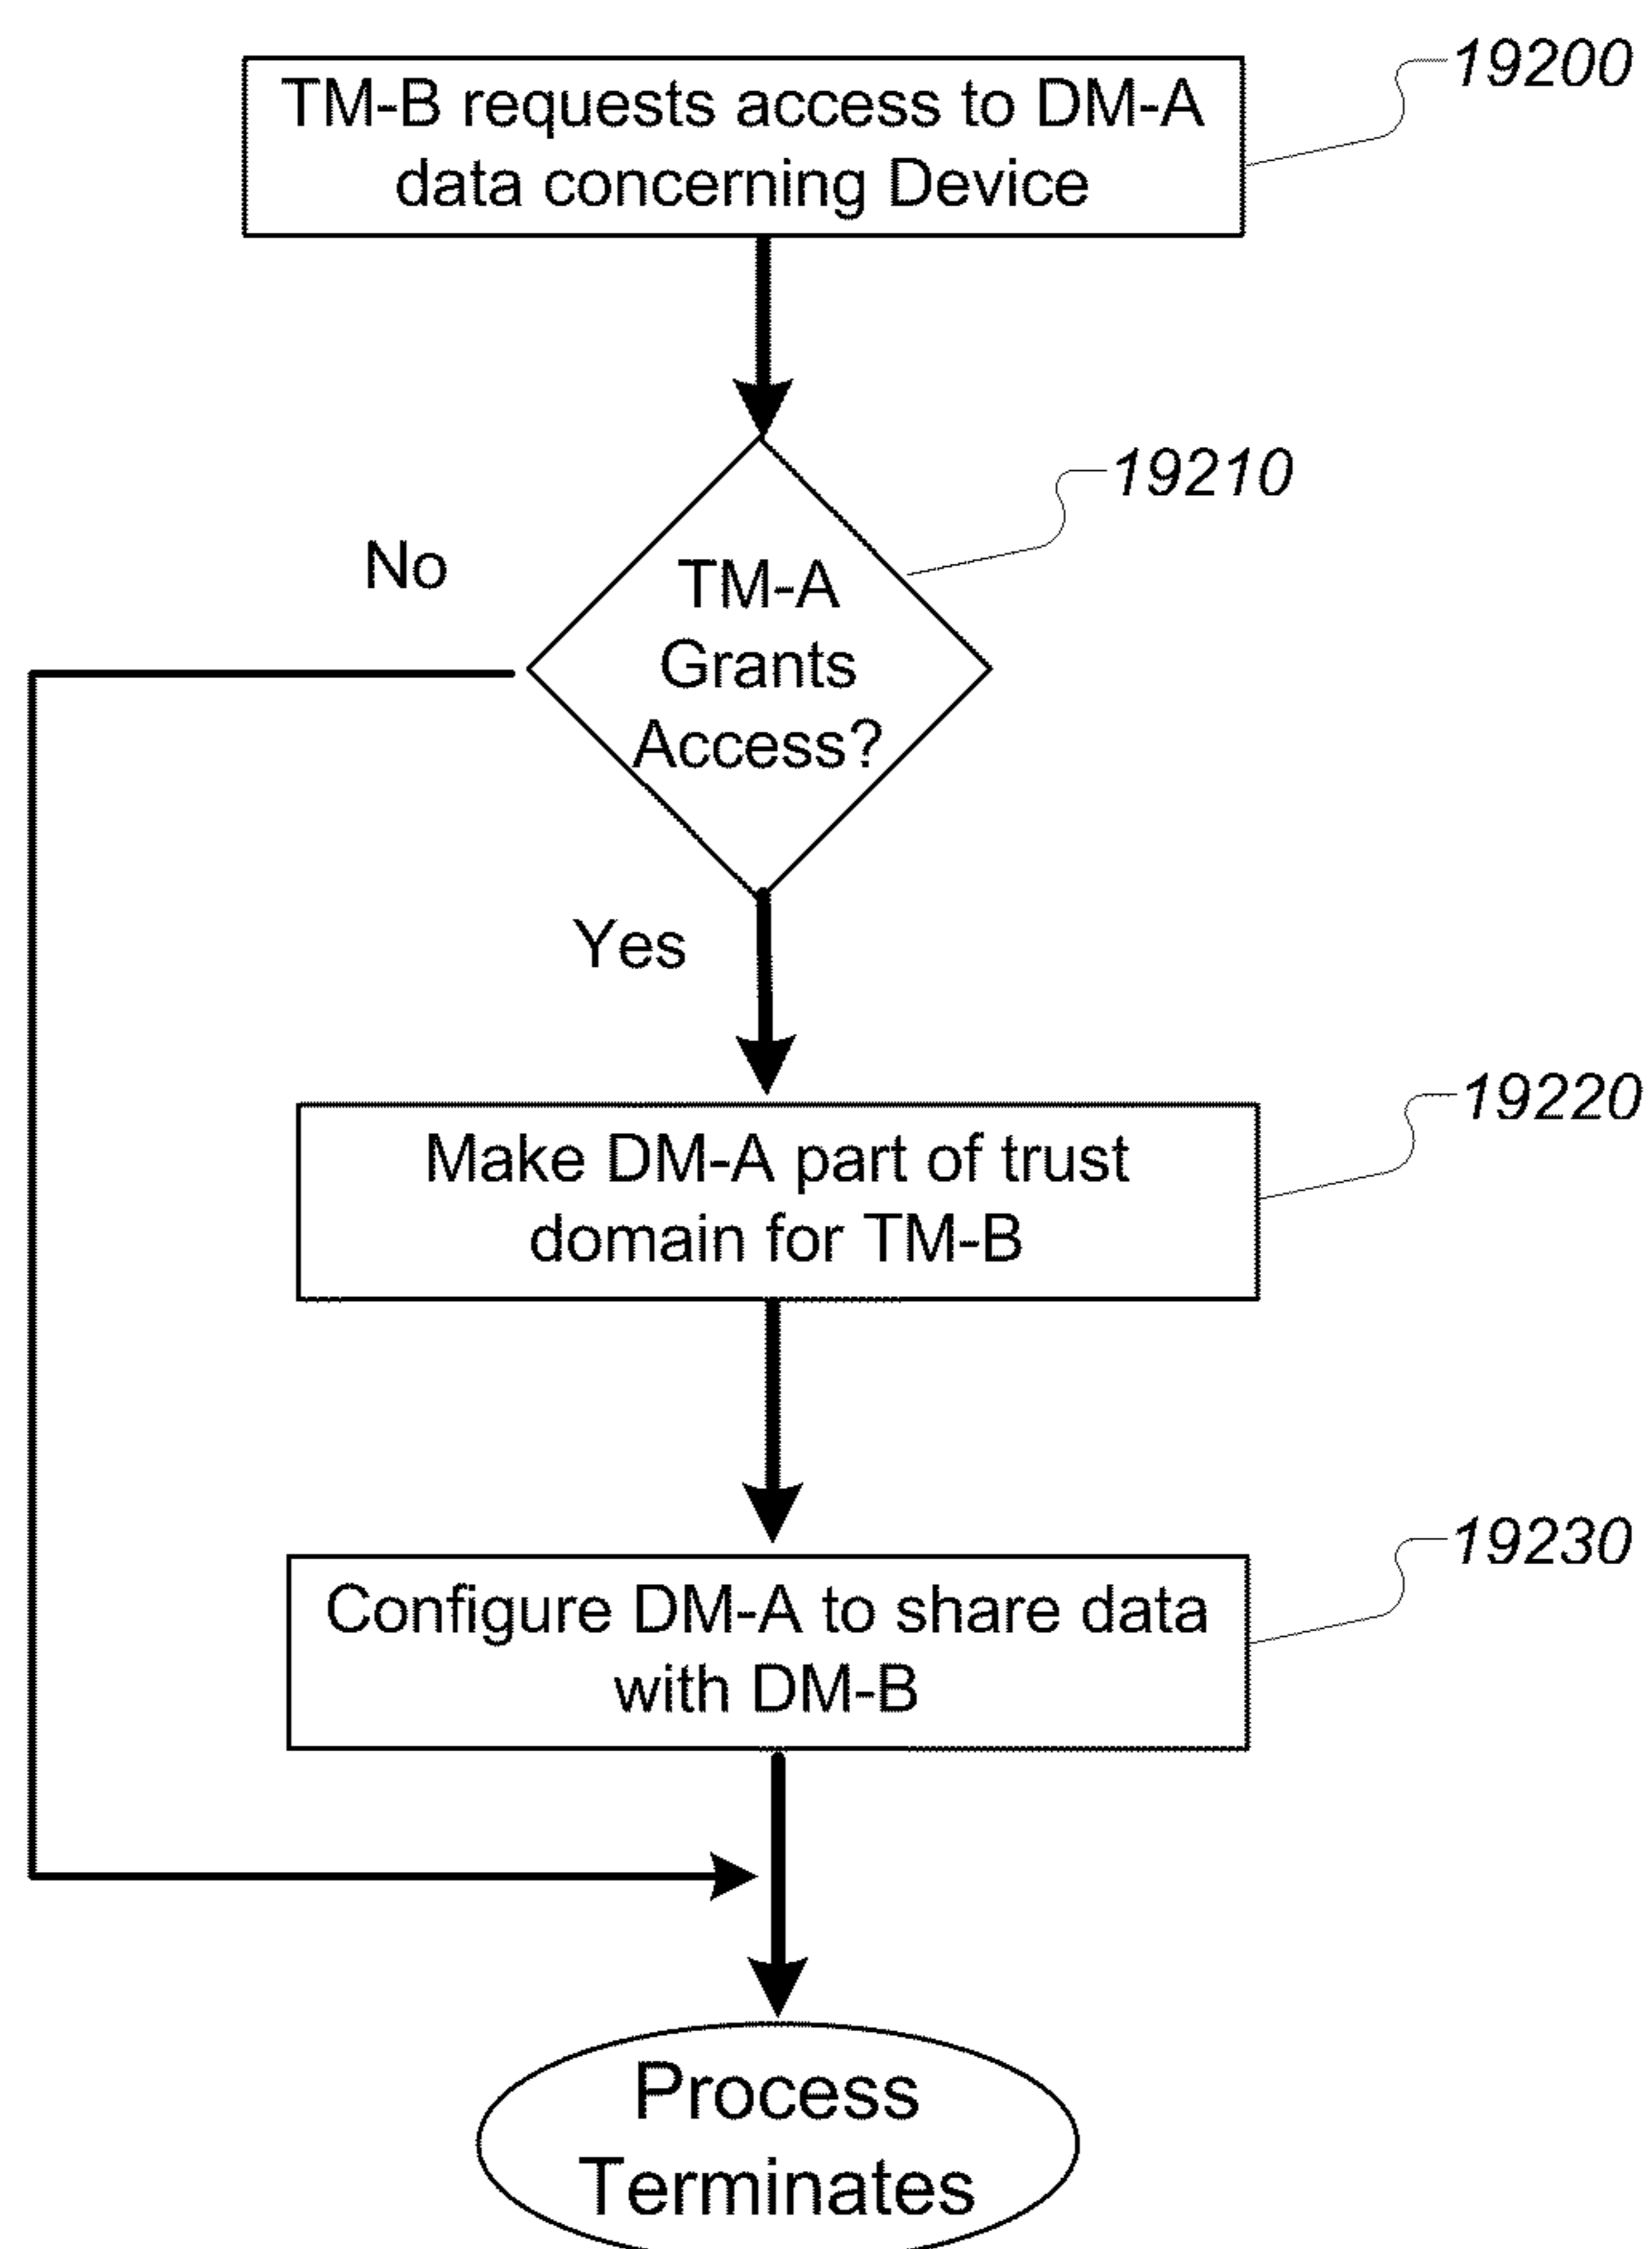 19200
TM-B requests access to DM-A
data concerning Device
19210
No
TM-A
Grants
Access?
Yes
19220
Make DM-A part of trust
domain for TM-B
19230
Configure DM-A to share data
with DM-B
Process
Terminates